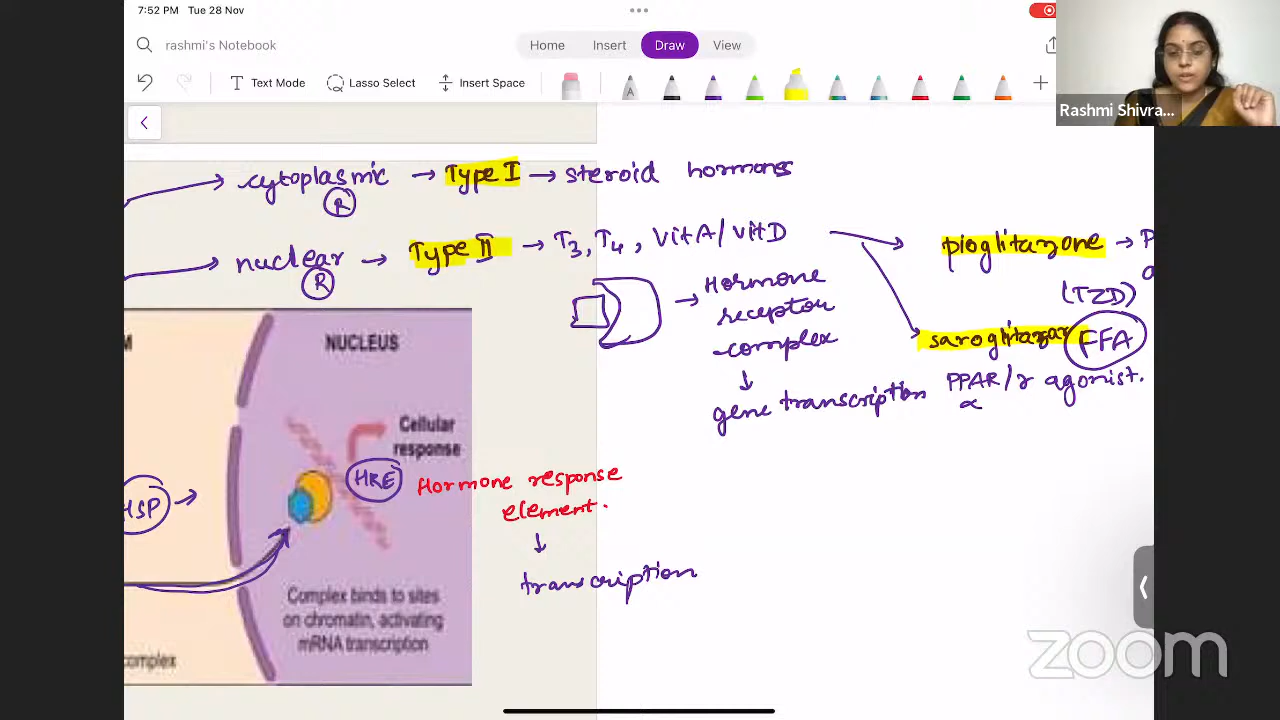 7:52 PM Tue 28 Nov
rashmi's Notebook
Home Insert Draw View
Text Mode Lasso Select Insert Space
A
Rashmi Shivra...
cytoplasmic → Type I → steroid hormones
R
nuclear → Type II → T3, T4, VitA/VitD
R
pioglitazone → P
(TZD)
Hormone
receptor
complex
↓
gene transcription
saroglitazar FFA
PPAR/γ agonist.
α
NUCLEUS
Cellular
response
HRE Hormone response
element.
↓
transcription
HSP →
Complex binds to sites
on chromatin, activating
mRNA transcription
complex
zoom